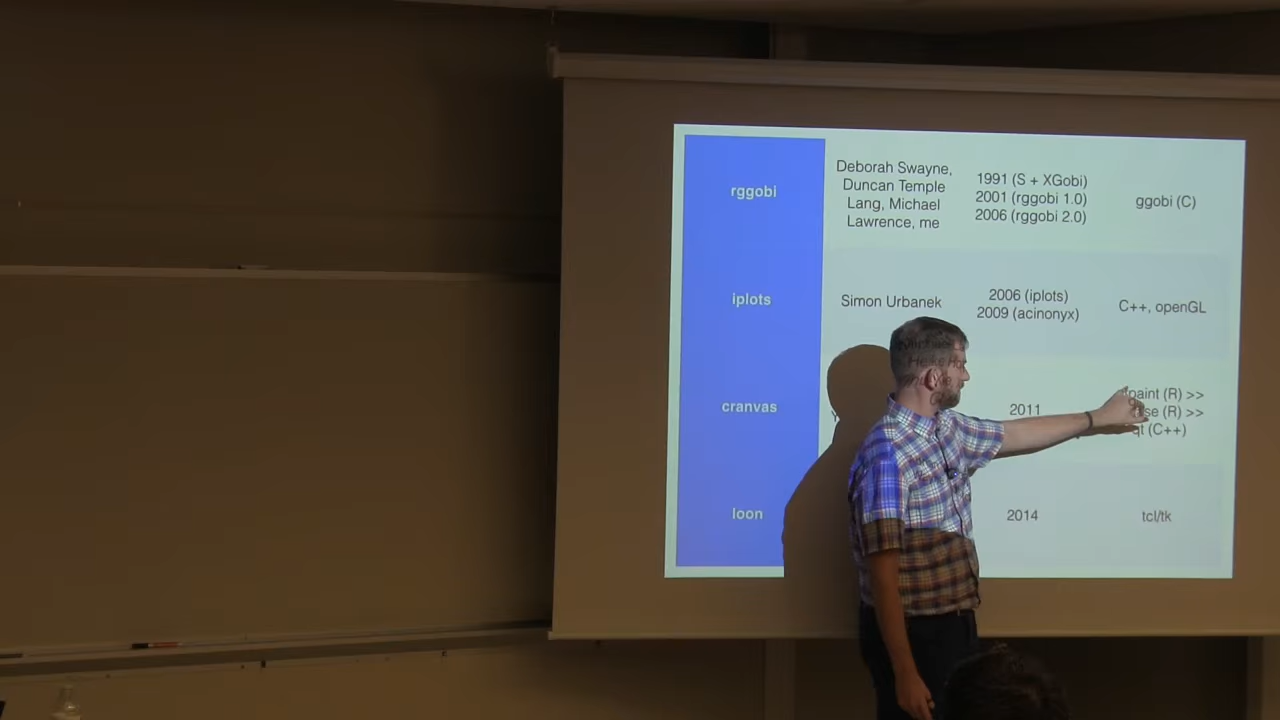 rggobi
Deborah Swayne,
Duncan Temple
Lang, Michael
Lawrence, me
1991 (S + XGobi)
2001 (rggobi 1.0)
2006 (rggobi 2.0)
ggobi (C)
iplots
Simon Urbanek
2006 (iplots)
2009 (acinonyx)
C++, openGL
cranvas
2011
(R) >>
(R) >>
qt (C++)
loon
2014
tcl/tk